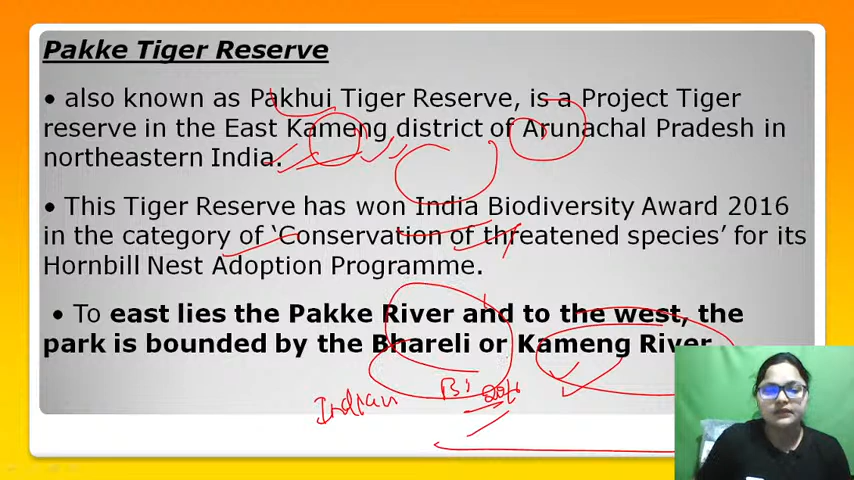 Pakke Tiger Reserve
• also known as Pakhui Tiger Reserve, is a Project Tiger
reserve in the East Kameng district of Arunachal Pradesh in
northeastern India.
• This Tiger Reserve has won India Biodiversity Award 2016
in the category of ‘Conservation of threatened species’ for its
Hornbill Nest Adoption Programme.
• To east lies the Pakke River and to the west, the
park is bounded by the Bhareli or Kameng River.
Indian